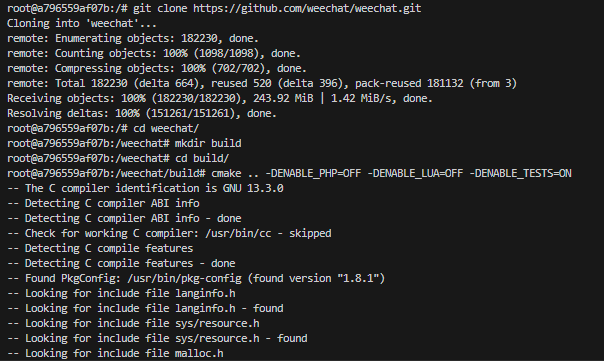 root@a796559af07b:/# git clone https://github.com/weechat/weechat.git
Cloning into 'weechat'...
remote: Enumerating objects: 182230, done.
remote: Counting objects: 100% (1098/1098), done.
remote: Compressing objects: 100% (702/702), done.
remote: Total 182230 (delta 664), reused 520 (delta 396), pack-reused 181132 (from 3)
Receiving objects: 100% (182230/182230), 243.92 MiB | 1.42 MiB/s, done.
Resolving deltas: 100% (151261/151261), done.
root@a796559af07b:/# cd weechat/
root@a796559af07b:/weechat# mkdir build
root@a796559af07b:/weechat# cd build/
root@a796559af07b:/weechat/build# cmake .. -DENABLE_PHP=OFF -DENABLE_LUA=OFF -DENABLE_TESTS=ON
-- The C compiler identification is GNU 13.3.0
-- Detecting C compiler ABI info
-- Detecting C compiler ABI info - done
-- Check for working C compiler: /usr/bin/cc - skipped
-- Detecting C compile features
-- Detecting C compile features - done
-- Found PkgConfig: /usr/bin/pkg-config (found version "1.8.1")
-- Looking for include file langinfo.h
-- Looking for include file langinfo.h - found
-- Looking for include file sys/resource.h
-- Looking for include file sys/resource.h - found
-- Looking for include file malloc.h